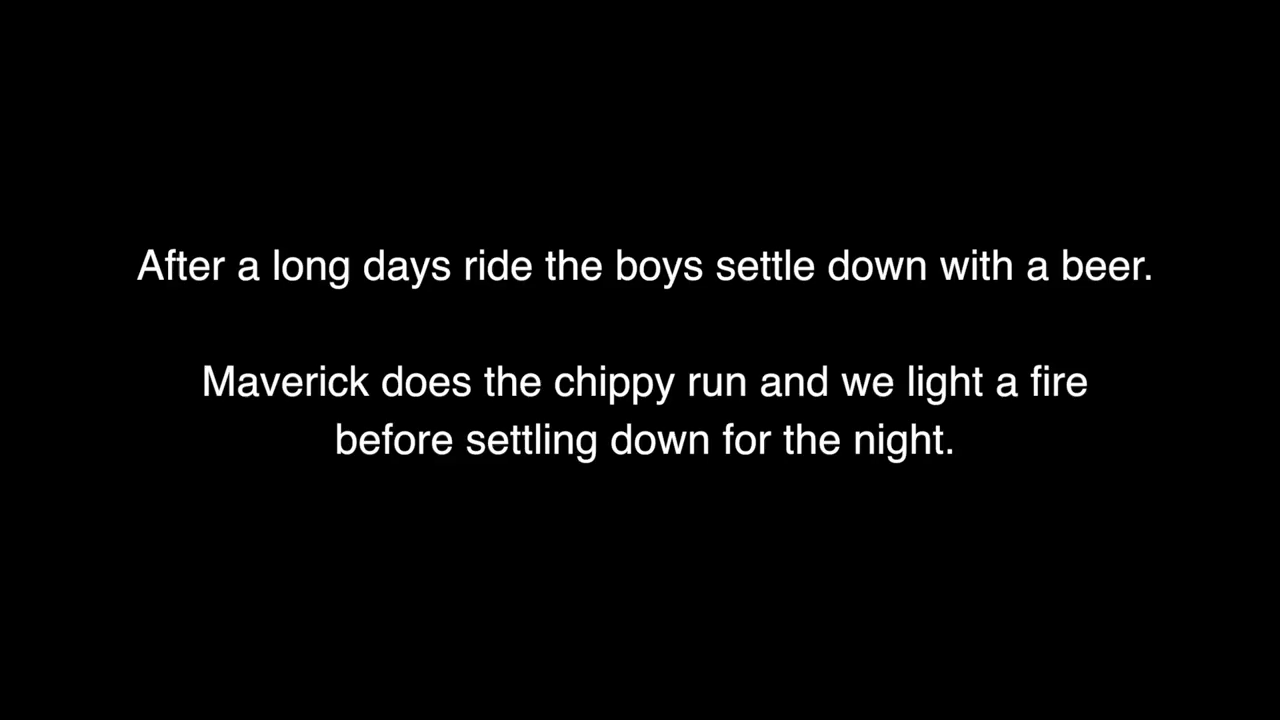 After a long days ride the boys settle down with a beer.
Maverick does the chippy run and we light a fire
before settling down for the night.